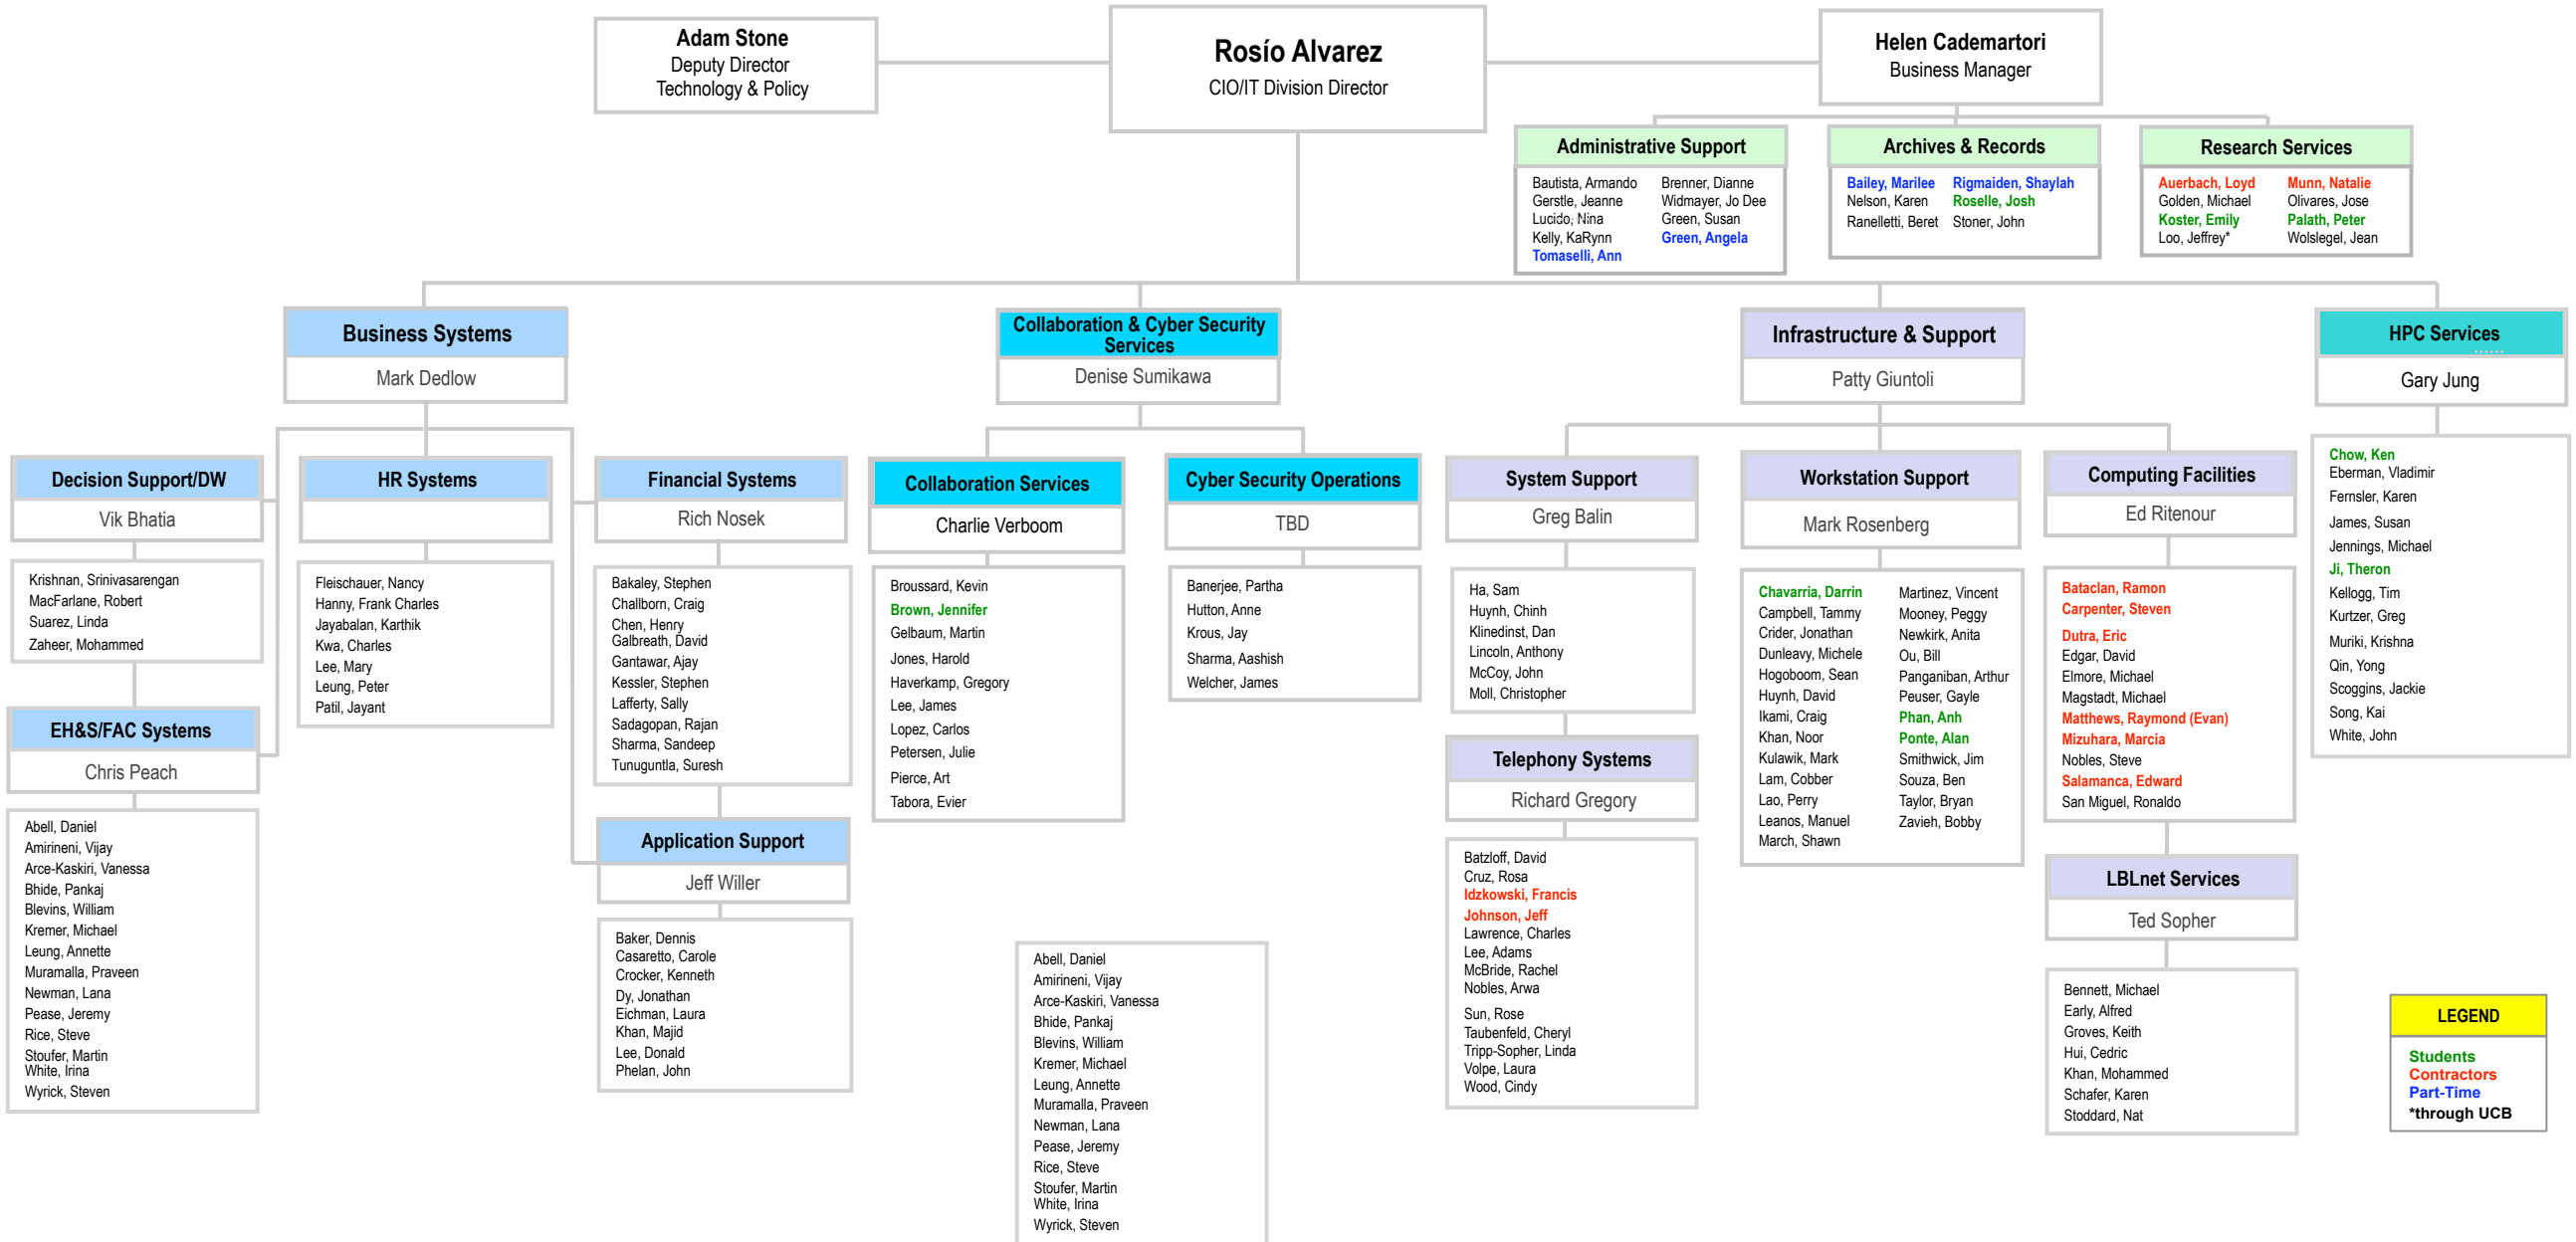 Adam Stone
Deputy Director
Technology & Policy
Rosío Alvarez
CIO/IT Division Director
Helen Cademartori
Business Manager
Administrative Support
Bautista, Armando
Gerstle, Jeanne
Lucido, Nina
Kelly, KaRynn
Tomaselli, Ann
Brenner, Dianne
Widmayer, Jo Dee
Green, Susan
Green, Angela
Archives & Records
Bailey, Marilee
Nelson, Karen
Ranelletti, Beret
Rigmaiden, Shaylah
Roselle, Josh
Stoner, John
Research Services
Auerbach, Loyd
Golden, Michael
Koster, Emily
Loo, Jeffrey*
Munn, Natalie
Olivares, Jose
Palath, Peter
Wolslegel, Jean
Business Systems
Mark Dedlow
Decision Support/DW
Vik Bhatia
Krishnan, Srinivasarengan
MacFarlane, Robert
Suarez, Linda
Zaheer, Mohammed
EH&S/FAC Systems
Chris Peach
Abell, Daniel
Amirineni, Vijay
Arce-Kaskiri, Vanessa
Bhide, Pankaj
Blevins, William
Kremer, Michael
Leung, Annette
Muramalla, Praveen
Newman, Lana
Pease, Jeremy
Rice, Steve
Stoufer, Martin
White, Irina
Wyrick, Steven
HR Systems
Fleischauer, Nancy
Hanny, Frank Charles
Jayabalan, Karthik
Kwa, Charles
Lee, Mary
Leung, Peter
Patil, Jayant
Financial Systems
Rich Nosek
Bakaley, Stephen
Challborn, Craig
Chen, Henry
Galbreath, David
Gantawar, Ajay
Kessler, Stephen
Lafferty, Sally
Sadagopan, Rajan
Sharma, Sandeep
Tunuguntla, Suresh
Application Support
Jeff Willer
Baker, Dennis
Casaretto, Carole
Crocker, Kenneth
Dy, Jonathan
Eichman, Laura
Khan, Majid
Lee, Donald
Phelan, John
Collaboration & Cyber Security
Services
Denise Sumikawa
Collaboration Services
Charlie Verboom
Broussard, Kevin
Brown, Jennifer
Gelbaum, Martin
Jones, Harold
Haverkamp, Gregory
Lee, James
Lopez, Carlos
Petersen, Julie
Pierce, Art
Tabora, Evier
Cyber Security Operations
TBD
Banerjee, Partha
Hutton, Anne
Krous, Jay
Sharma, Aashish
Welcher, James
Abell, Daniel
Amirineni, Vijay
Arce-Kaskiri, Vanessa
Bhide, Pankaj
Blevins, William
Kremer, Michael
Leung, Annette
Muramalla, Praveen
Newman, Lana
Pease, Jeremy
Rice, Steve
Stoufer, Martin
White, Irina
Wyrick, Steven
Infrastructure & Support
Patty Giuntoli
System Support
Greg Balin
Ha, Sam
Huynh, Chinh
Klinedinst, Dan
Lincoln, Anthony
McCoy, John
Moll, Christopher
Telephony Systems
Richard Gregory
Batzloff, David
Cruz, Rosa
Idzkowski, Francis
Johnson, Jeff
Lawrence, Charles
Lee, Adams
McBride, Rachel
Nobles, Arwa
Sun, Rose
Taubenfeld, Cheryl
Tripp-Sopher, Linda
Volpe, Laura
Wood, Cindy
Workstation Support
Mark Rosenberg
Chavarria, Darrin
Campbell, Tammy
Crider, Jonathan
Dunleavy, Michele
Hogoboom, Sean
Huynh, David
Ikami, Craig
Khan, Noor
Kulawik, Mark
Lam, Cobber
Lao, Perry
Leanos, Manuel
March, Shawn
Martinez, Vincent
Mooney, Peggy
Newkirk, Anita
Ou, Bill
Panganiban, Arthur
Peuser, Gayle
Phan, Anh
Ponte, Alan
Smithwick, Jim
Souza, Ben
Taylor, Bryan
Zavieh, Bobby
Computing Facilities
Ed Ritenour
Bataclan, Ramon
Carpenter, Steven
Dutra, Eric
Edgar, David
Elmore, Michael
Magstadt, Michael
Matthews, Raymond (Evan)
Mizuhara, Marcia
Nobles, Steve
Salamanca, Edward
San Miguel, Ronaldo
LBLnet Services
Ted Sopher
Bennett, Michael
Early, Alfred
Groves, Keith
Hui, Cedric
Khan, Mohammed
Schafer, Karen
Stoddard, Nat
HPC Services
Gary Jung
Chow, Ken
Eberman, Vladimir
Fernsler, Karen
James, Susan
Jennings, Michael
Ji, Theron
Kellogg, Tim
Kurtzer, Greg
Muriki, Krishna
Qin, Yong
Scoggins, Jackie
Song, Kai
White, John
LEGEND
Students
Contractors
Part-Time
*through UCB